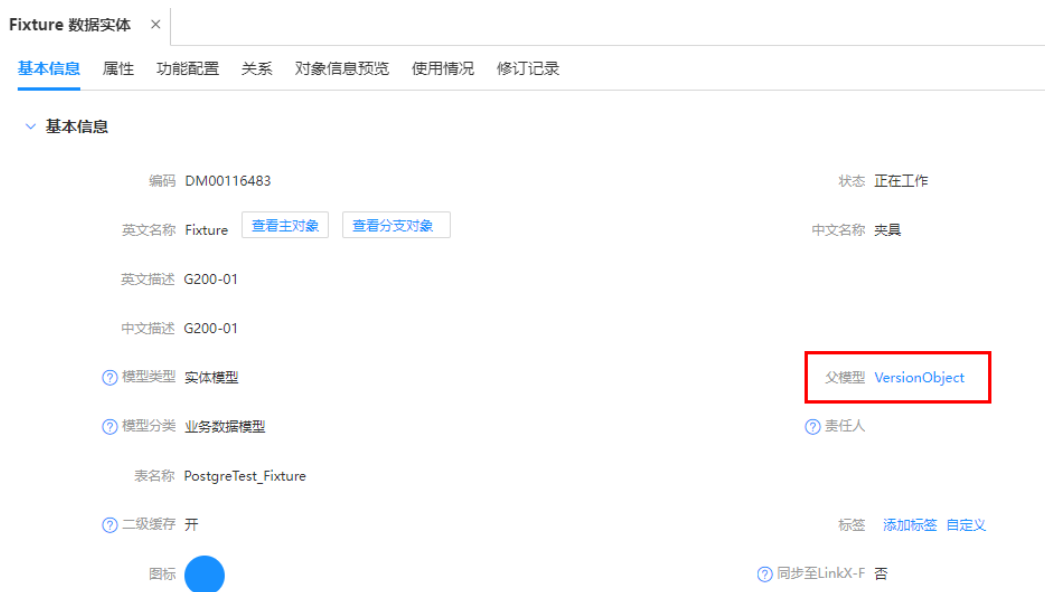 Fixture 数据实体 ×
基本信息 属性 功能配置 关系 对象信息预览 使用情况 修订记录
基本信息
编码 DM00116483 状态 正在工作
英文名称 Fixture 查看主对象 查看分支对象 中文名称 夹具
英文描述 G200-01
中文描述 G200-01
? 模型类型 实体模型 父模型 VersionObject
? 模型分类 业务数据模型 ? 责任人
表名称 PostgreTest_Fixture
? 二级缓存 开 标签 添加标签 自定义
图标 ? 同步至LinkX-F 否